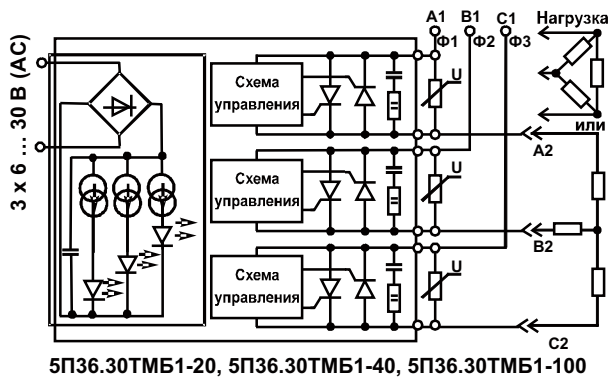 A1 B1 C1 Нагрузка
Ф1 Ф2 Ф3
3 x 6 ... 30 В (AC)
Схема
управления
U
или
A2
Схема
управления
U
B2
Схема
управления
U
C2
5П36.30ТМБ1-20, 5П36.30ТМБ1-40, 5П36.30ТМБ1-100